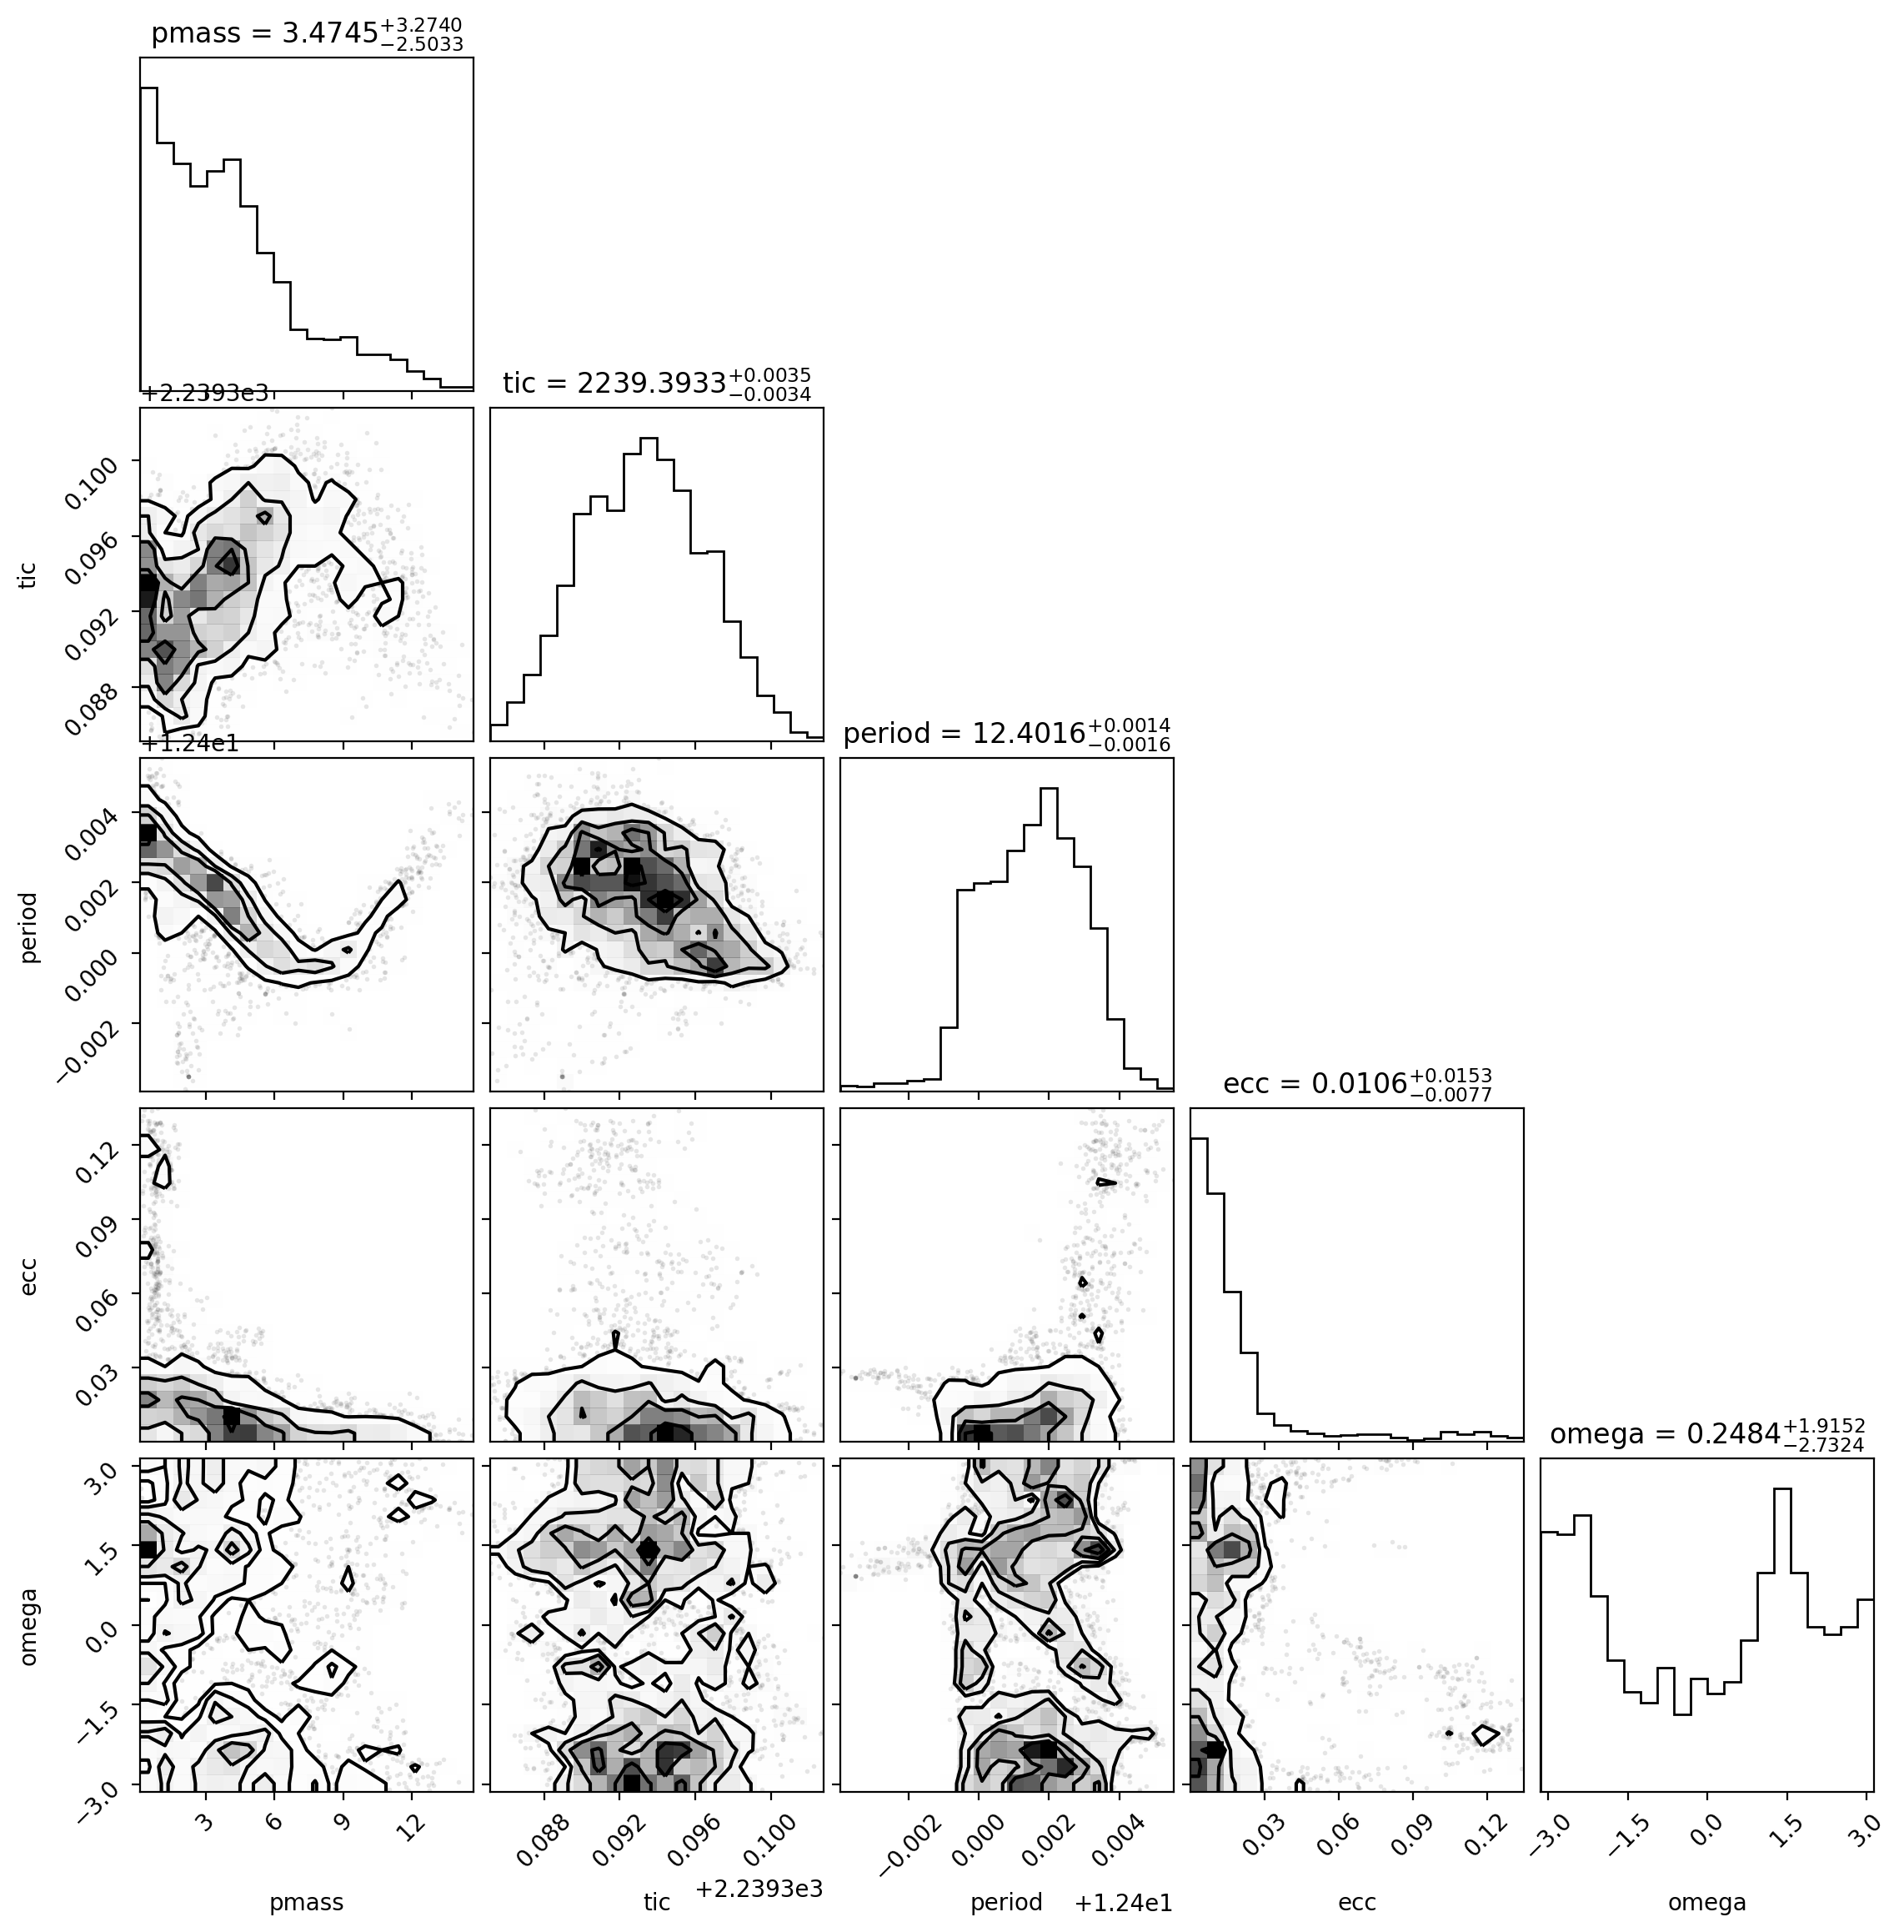 pmass = 3.4745+3.2740−2.5033
+2.2393e3
tic = 2239.3933+0.0035−0.0034
tic
0.100
0.096
0.092
0.088
+1.24e1
period = 12.4016+0.0014−0.0016
period
0.004
0.002
0.000
−0.002
ecc = 0.0106+0.0153−0.0077
ecc
0.12
0.09
0.06
0.03
omega = 0.2484+1.9152−2.7324
omega
3.0
1.5
0.0
−1.5
−3.0
3 6 9 12
0.088 0.092 0.096 0.100
−0.002 0.000 0.002 0.004
0.03 0.06 0.09 0.12
−3.0 −1.5 0.0 1.5 3.0
+2.2393e3
+1.24e1
pmass tic period ecc omega